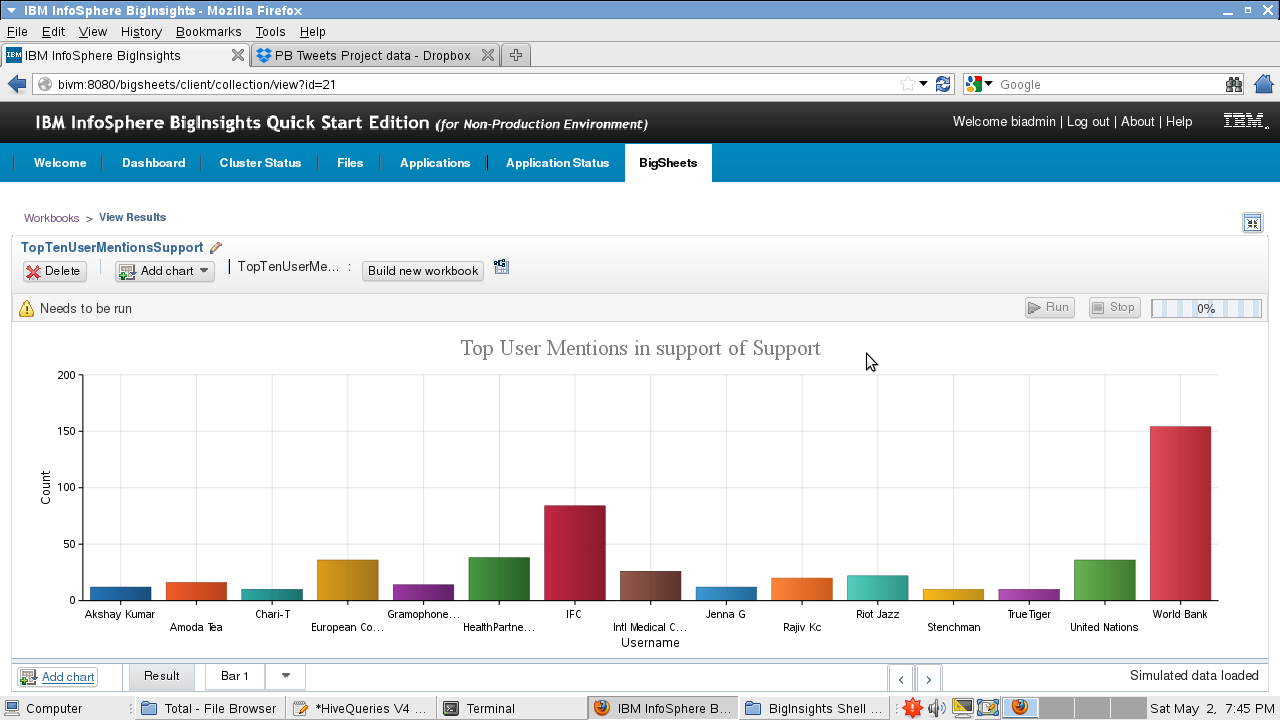 IBM InfoSphere BigInsights - Mozilla Firefox
File Edit View History Bookmarks Tools Help
IBM IBM InfoSphere BigInsights PB Tweets Project data - Dropbox
bivm:8080/bigsheets/client/collection/view?id=21 Google
IBM InfoSphere BigInsights Quick Start Edition (for Non-Production Environment) Welcome biadmin | Log out | About | Help IBM
Welcome Dashboard Cluster Status Files Applications Application Status BigSheets
Workbooks > View Results
TopTenUserMentionsSupport
Delete Add chart TopTenUserMe... : Build new workbook
Needs to be run Run Stop 0%
Top User Mentions in support of Support
200
150
100
50
0
Count
Akshay Kumar Chari-T Gramophone... IFC Jenna G Riot Jazz TrueTiger World Bank
Amoda Tea European Co... HealthPartne... Intl Medical C... Rajiv Kc Stenchman United Nations
Username
Add chart Result Bar 1 < > Simulated data loaded
Computer Total - File Browser *HiveQueries V4 ... Terminal IBM InfoSphere B... BigInsights Shell ... Sat May 2, 7:45 PM